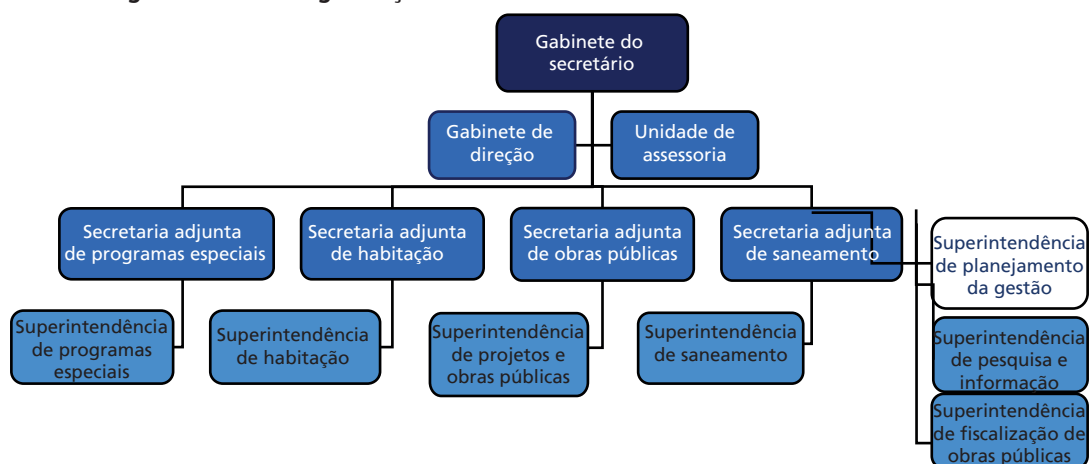 Gabinete do
secretário
Gabinete de
direção
Unidade de
assessoria
Secretaria adjunta
de programas especiais
Secretaria adjunta
de habitação
Secretaria adjunta
de obras públicas
Secretaria adjunta
de saneamento
Superintendência
de planejamento
da gestão
Superintendência
de programas
especiais
Superintendência
de habitação
Superintendência
de projetos e
obras públicas
Superintendência
de saneamento
Superintendência
de pesquisa e
informação
Superintendência
de fiscalização de
obras públicas